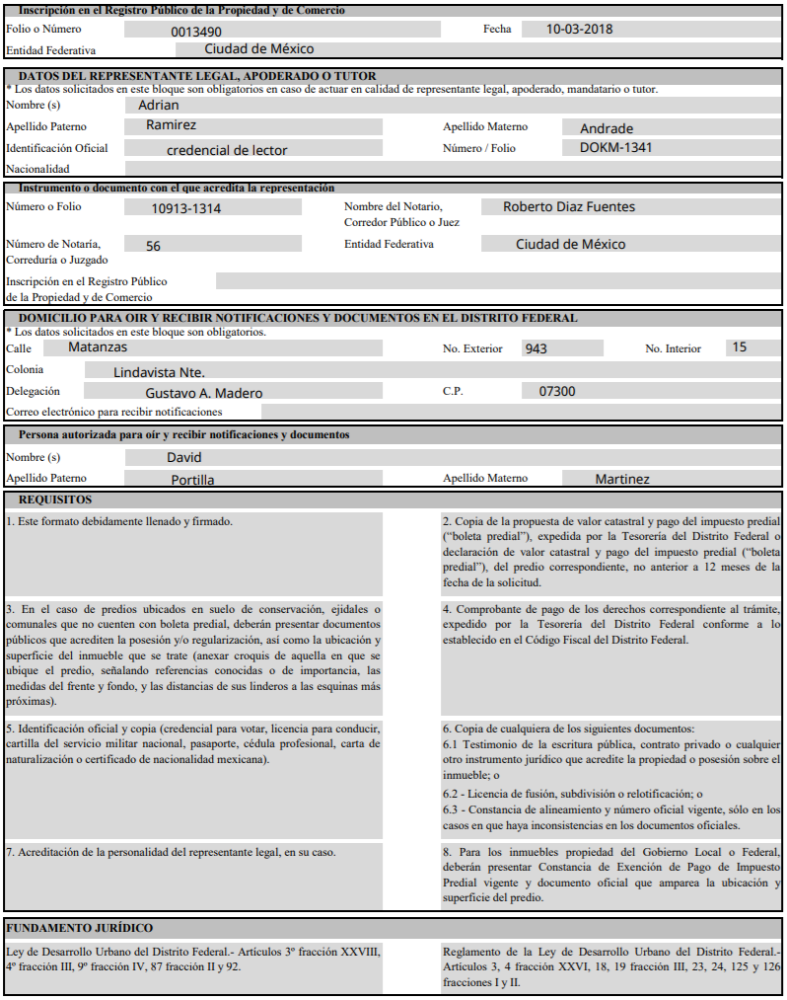 Inscripción en el Registro Público de la Propiedad y de Comercio
Folio o Número 0013490 Fecha 10-03-2018
Entidad Federativa Ciudad de México
DATOS DEL REPRESENTANTE LEGAL, APODERADO O TUTOR
* Los datos solicitados en este bloque son obligatorios en caso de actuar en calidad de representante legal, apoderado, mandatario o tutor.
Nombre (s) Adrian
Apellido Paterno Ramirez Apellido Materno Andrade
Identificación Oficial credencial de lector Número / Folio DOKM-1341
Nacionalidad
Instrumento o documento con el que acredita la representación
Número o Folio 10913-1314 Nombre del Notario, Roberto Diaz Fuentes
Corredor Público o Juez
Número de Notaría, 56 Entidad Federativa Ciudad de México
Correduría o Juzgado
Inscripción en el Registro Público
de la Propiedad y de Comercio
DOMICILIO PARA OIR Y RECIBIR NOTIFICACIONES Y DOCUMENTOS EN EL DISTRITO FEDERAL
* Los datos solicitados en este bloque son obligatorios.
Calle Matanzas No. Exterior 943 No. Interior 15
Colonia Lindavista Nte.
Delegación Gustavo A. Madero C.P. 07300
Correo electrónico para recibir notificaciones
Persona autorizada para oír y recibir notificaciones y documentos
Nombre (s) David
Apellido Paterno Portilla Apellido Materno Martinez
REQUISITOS
1. Este formato debidamente llenado y firmado.
2. Copia de la propuesta de valor catastral y pago del impuesto predial
("boleta predial"), expedida por la Tesorería del Distrito Federal o
declaración de valor catastral y pago del impuesto predial ("boleta
predial"), del predio correspondiente, no anterior a 12 meses de la
fecha de la solicitud.
3. En el caso de predios ubicados en suelo de conservación, ejidales o
comunales que no cuenten con boleta predial, deberán presentar documentos
públicos que acrediten la posesión y/o regularización, así como la ubicación y
superficie del inmueble que se trate (anexar croquis de aquella en que se
ubique el predio, señalando referencias conocidas o de importancia, las
medidas del frente y fondo, y las distancias de sus linderos a las esquinas más
próximas).
4. Comprobante de pago de los derechos correspondiente al trámite,
expedido por la Tesorería del Distrito Federal conforme a lo
establecido en el Código Fiscal del Distrito Federal.
5. Identificación oficial y copia (credencial para votar, licencia para conducir,
cartilla del servicio militar nacional, pasaporte, cédula profesional, carta de
naturalización o certificado de nacionalidad mexicana).
6. Copia de cualquiera de los siguientes documentos:
6.1 Testimonio de la escritura pública, contrato privado o cualquier
otro instrumento jurídico que acredite la propiedad o posesión sobre el
inmueble; o
6.2 - Licencia de fusión, subdivisión o relotificación; o
6.3 - Constancia de alineamiento y número oficial vigente, sólo en los
casos en que haya inconsistencias en los documentos oficiales.
7. Acreditación de la personalidad del representante legal, en su caso.
8. Para los inmuebles propiedad del Gobierno Local o Federal,
deberán presentar Constancia de Exención de Pago de Impuesto
Predial vigente y documento oficial que amparea la ubicación y
superficie del predio.
FUNDAMENTO JURÍDICO
Ley de Desarrollo Urbano del Distrito Federal.- Artículos 3º fracción XXVIII,
4º fracción III, 9º fracción IV, 87 fracción II y 92.
Reglamento de la Ley de Desarrollo Urbano del Distrito Federal.-
Artículos 3, 4 fracción XXVI, 18, 19 fracción III, 23, 24, 125 y 126
fracciones I y II.